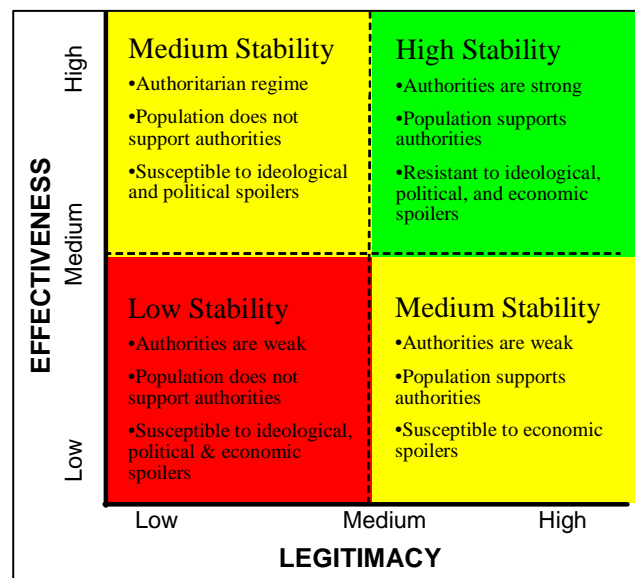 EFFECTIVENESS
High
Medium
Low
Medium Stability
•Authoritarian regime
•Population does not
support authorities
•Susceptible to ideological
and political spoilers
High Stability
•Authorities are strong
•Population supports
authorities
•Resistant to ideological,
political, and economic
spoilers
Low Stability
•Authorities are weak
•Population does not
support authorities
•Susceptible to ideological,
political & economic
spoilers
Medium Stability
•Authorities are weak
•Population supports
authorities
•Susceptible to economic
spoilers
Low
Medium
High
LEGITIMACY